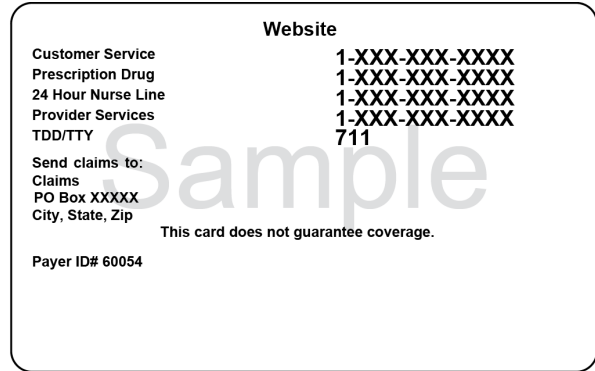 Website
Customer Service 1-XXX-XXX-XXXX
Prescription Drug 1-XXX-XXX-XXXX
24 Hour Nurse Line 1-XXX-XXX-XXXX
Provider Services 1-XXX-XXX-XXXX
TDD/TTY 711
Sample
Send claims to:
Claims
PO Box XXXXX
City, State, Zip
This card does not guarantee coverage.
Payer ID# 60054